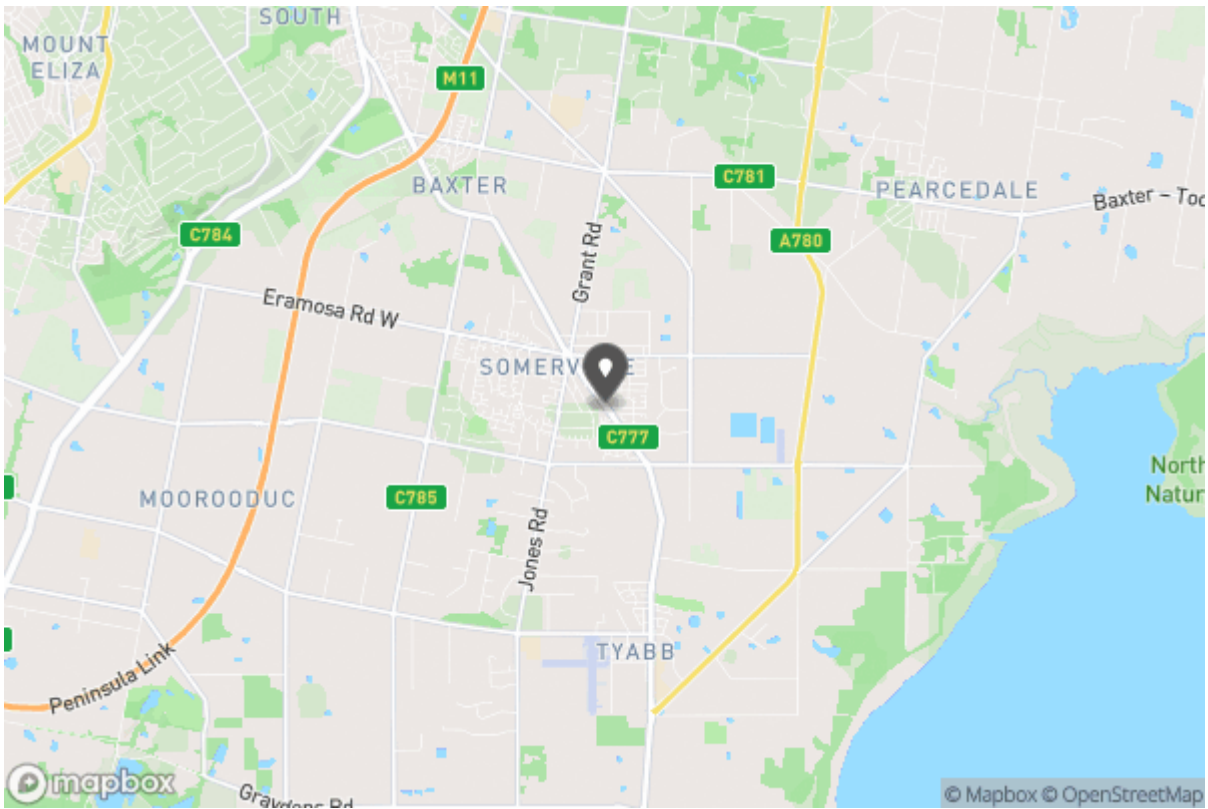 SOUTH
MOUNT
ELIZA
M11
BAXTER
C781
PEARCEDALE
Baxter – Too
C784
A780
Grant Rd
Eramosa Rd W
C777
North
Natur
MOOROODUC
C785
Jones Rd
TYABB
Peninsula Link
Graydens Rd
mapbox
© Mapbox © OpenStreetMap